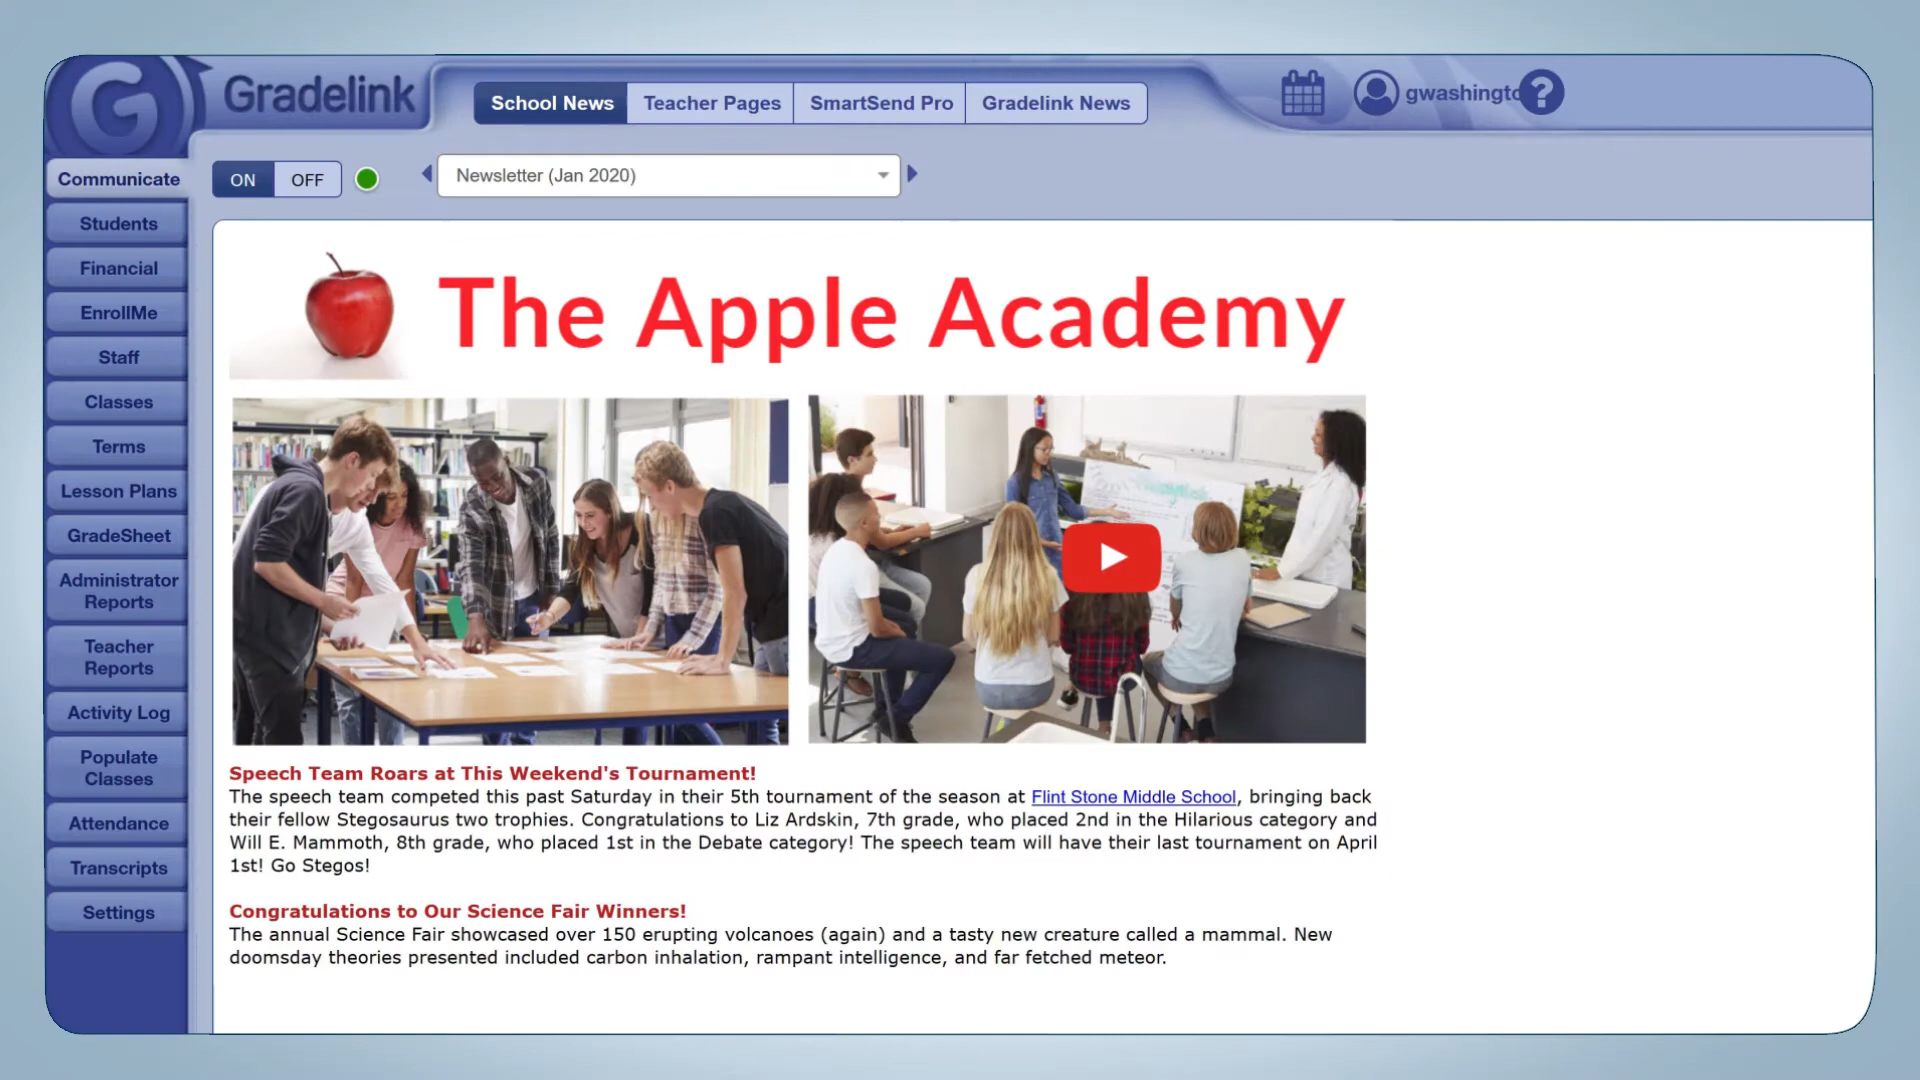 G Gradelink
School News Teacher Pages SmartSend Pro Gradelink News
gwashingto ?
Communicate
ON OFF
Newsletter (Jan 2020)
Students
Financial
EnrollMe
Staff
Classes
Terms
Lesson Plans
GradeSheet
Administrator
Reports
Teacher
Reports
Activity Log
Populate
Classes
Attendance
Transcripts
Settings
The Apple Academy
Speech Team Roars at This Weekend's Tournament!
The speech team competed this past Saturday in their 5th tournament of the season at Flint Stone Middle School, bringing back
their fellow Stegosaurus two trophies. Congratulations to Liz Ardskin, 7th grade, who placed 2nd in the Hilarious category and
Will E. Mammoth, 8th grade, who placed 1st in the Debate category! The speech team will have their last tournament on April
1st! Go Stegos!
Congratulations to Our Science Fair Winners!
The annual Science Fair showcased over 150 erupting volcanoes (again) and a tasty new creature called a mammal. New
doomsday theories presented included carbon inhalation, rampant intelligence, and far fetched meteor.